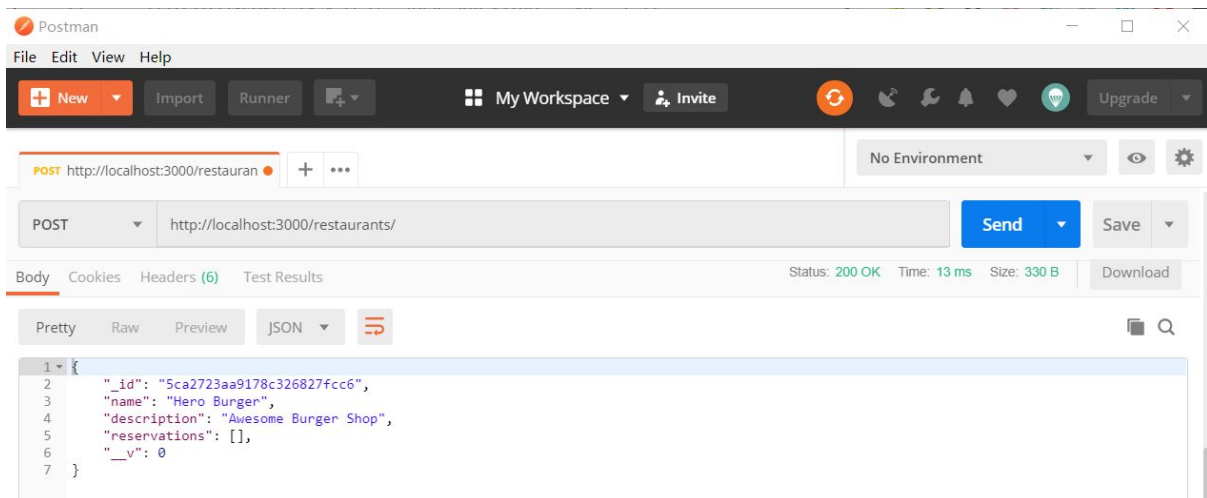 Postman
File Edit View Help
New Import Runner My Workspace Invite Upgrade
POST http://localhost:3000/restauran No Environment
POST http://localhost:3000/restaurants/ Send Save
Body Cookies Headers (6) Test Results Status: 200 OK Time: 13 ms Size: 330 B Download
Pretty Raw Preview JSON
1 {
2 "_id": "5ca2723aa9178c326827fcc6",
3 "name": "Hero Burger",
4 "description": "Awesome Burger Shop",
5 "reservations": [],
6 "__v": 0
7 }